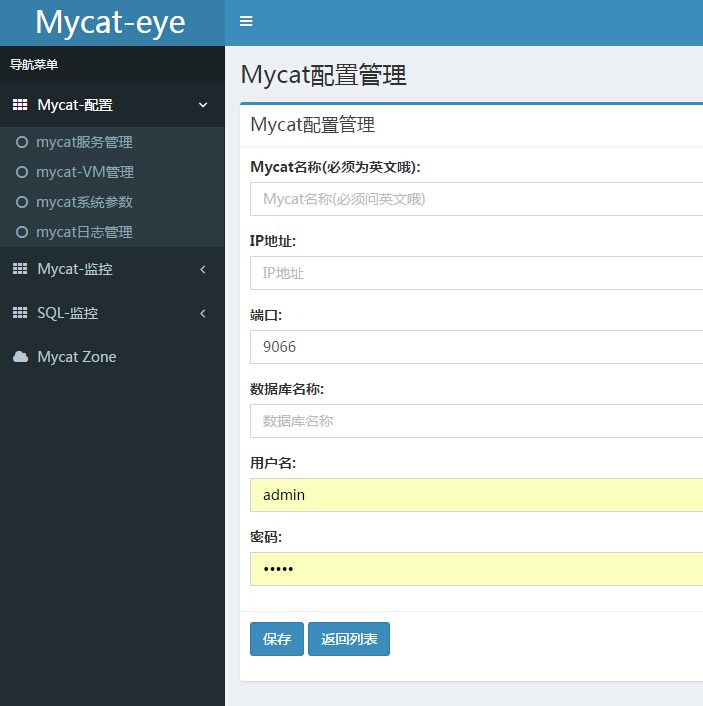 Mycat-eye
导航菜单
Mycat-配置
mycat服务管理
mycat-VM管理
mycat系统参数
mycat日志管理
Mycat-监控
SQL-监控
Mycat Zone
Mycat配置管理
Mycat配置管理
Mycat名称(必须为英文哦):
Mycat名称(必须问英文哦)
IP地址:
IP地址
端口:
9066
数据库名称:
数据库名称
用户名:
admin
密码:
•••••
保存
返回列表